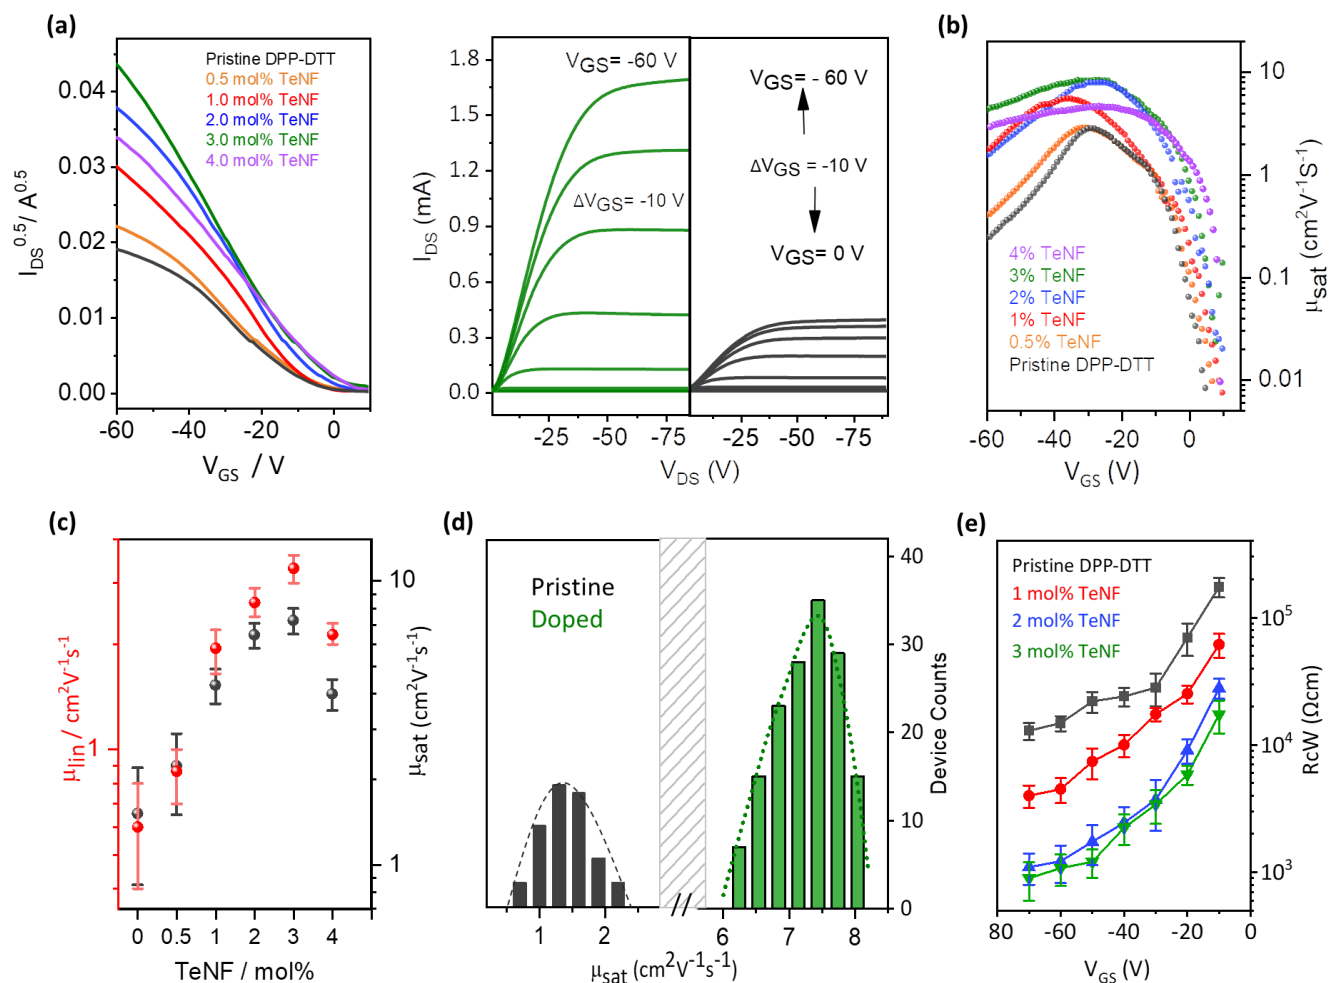 (a)
Pristine DPP-DTT
0.5 mol% TeNF
1.0 mol% TeNF
2.0 mol% TeNF
3.0 mol% TeNF
4.0 mol% TeNF
0.04
0.03
0.02
0.01
0.00
I_DS^0.5/ A^0.5
-60
-40
-20
0
V_GS / V
1.8
1.5
1.2
0.9
0.6
0.3
0.0
I_DS (mA)
V_GS= -60 V
ΔV_GS= -10 V
V_GS= - 60 V
ΔV_GS = -10 V
V_GS= 0 V
-25
-50
-75
-25
-50
-75
V_DS (V)
(b)
4% TeNF
3% TeNF
2% TeNF
1% TeNF
0.5% TeNF
Pristine DPP-DTT
10
1
0.1
0.01
μ_sat (cm²V⁻¹S⁻¹)
-60
-40
-20
0
V_GS (V)
(c)
μ_lin / cm²V⁻¹s⁻¹
1
10
1
μ_sat (cm²V⁻¹s⁻¹)
0
0.5
1
2
3
4
TeNF / mol%
(d)
Pristine
Doped
40
30
20
10
0
Device Counts
1
2
6
7
8
μ_sat (cm²V⁻¹s⁻¹)
(e)
Pristine DPP-DTT
1 mol% TeNF
2 mol% TeNF
3 mol% TeNF
10⁵
10⁴
10³
RcW (Ωcm)
80
-60
-40
-20
0
V_GS (V)